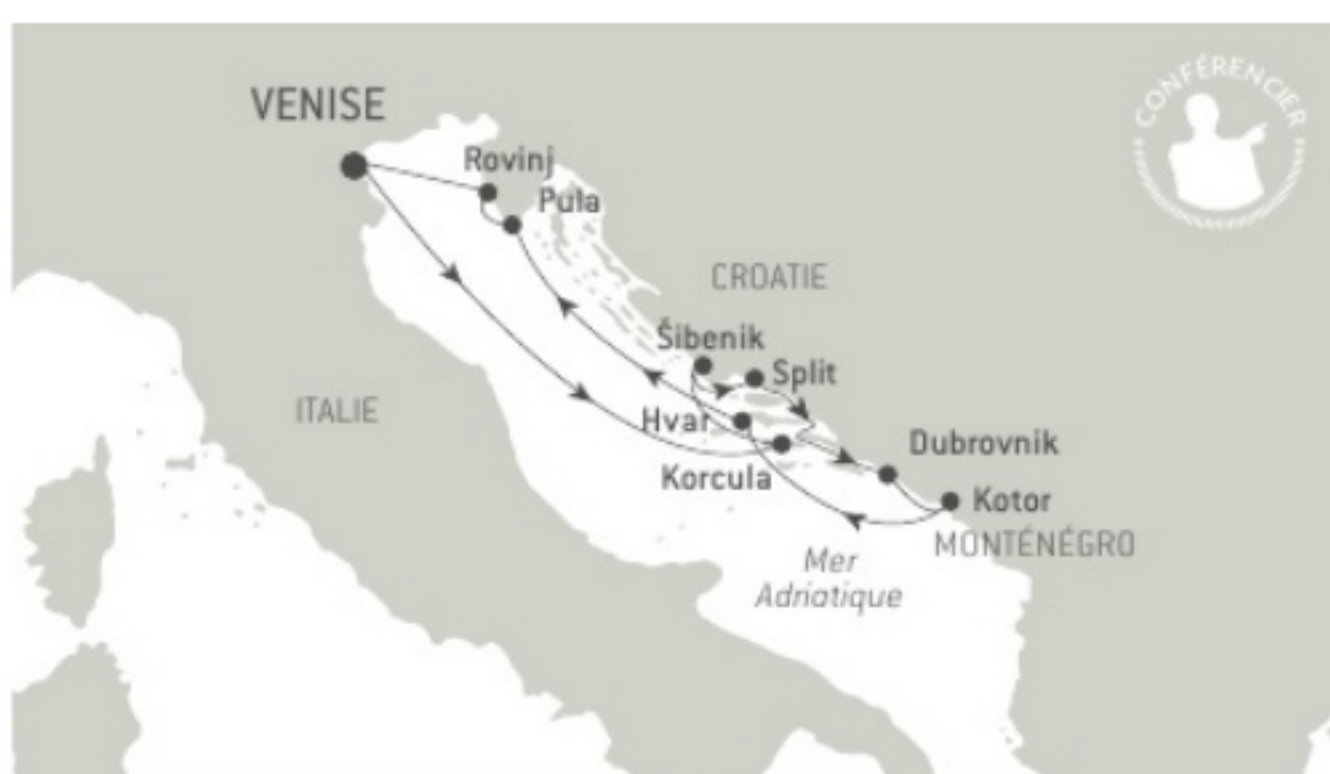 VENISE
CONFÉRENCIER
Rovinj
Pula
CROATIE
Šibenik
Split
ITALIE
Hvar
Dubrovnik
Korcula
Kotor
MONTÉNÉGRO
Mer
Adriatique